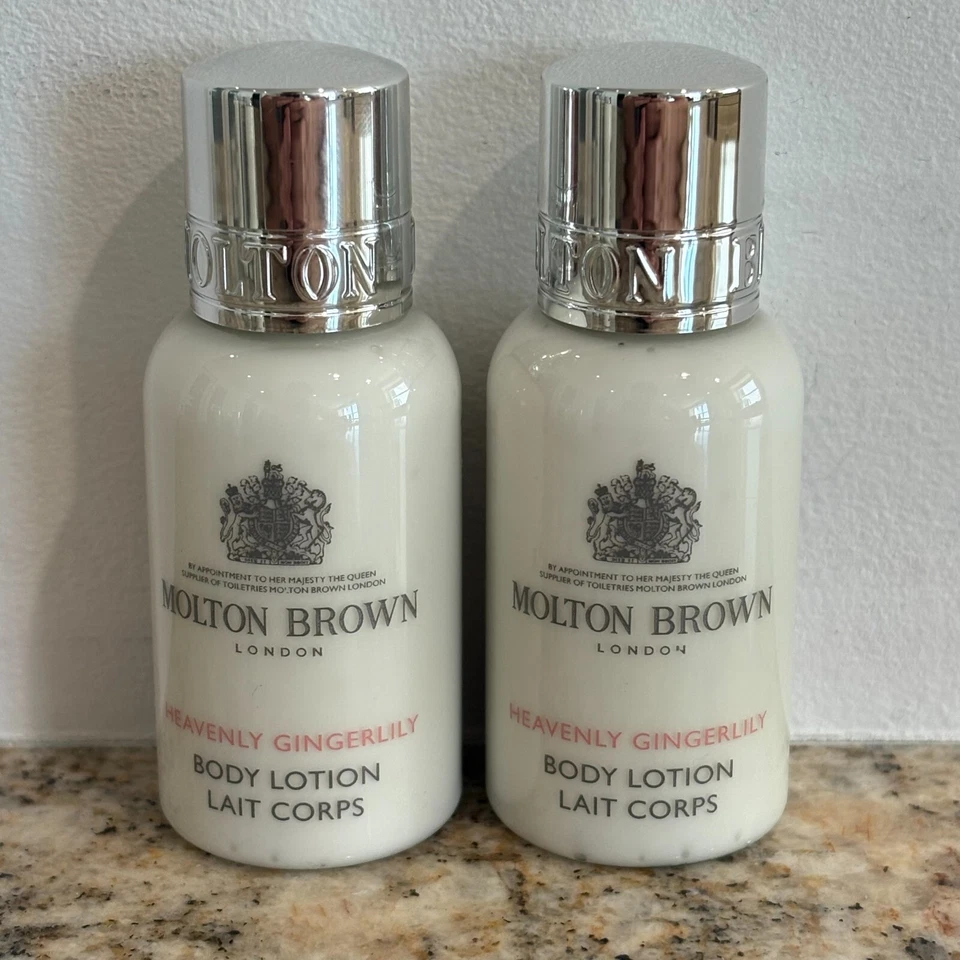 OLTON
BY APPOINTMENT TO HER MAJESTY THE QUEEN
SUPPLIER OF TOILETRIES MOLTON BROWN LONDON
MOLTON BROWN
LONDON
HEAVENLY GINGERLILY
BODY LOTION
LAIT CORPS
LTON B
BY APPOINTMENT TO HER MAJESTY THE QUEEN
SUPPLIER OF TOILETRIES MOLTON BROWN LONDON
MOLTON BROWN
LONDON
HEAVENLY GINGERLILY
BODY LOTION
LAIT CORPS